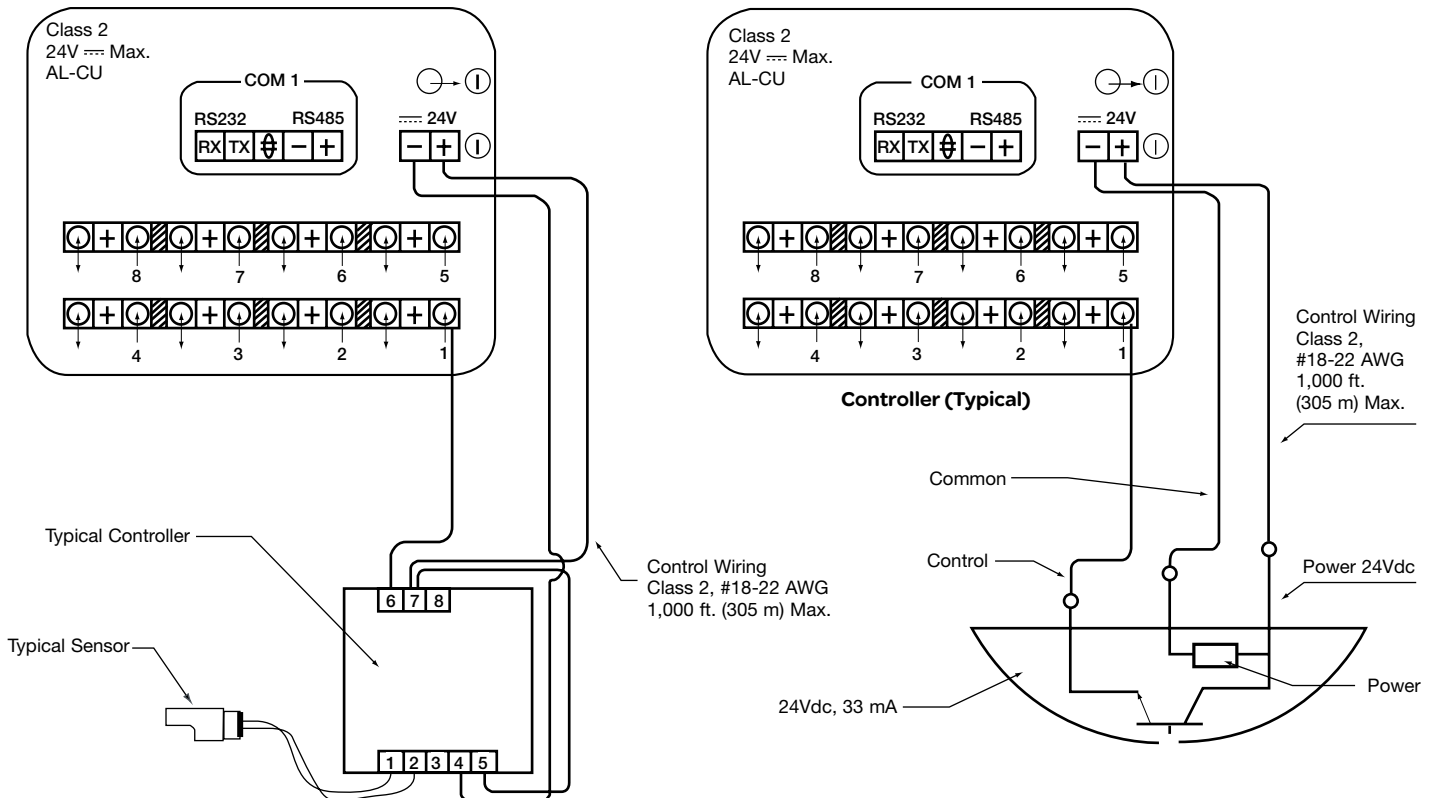 Class 2
24V ⎓ Max.
AL-CU
COM 1
RS232 RS485
24V
RX TX − +
− +
+ + + +
8 7 6 5
+ + + +
4 3 2 1
Typical Controller
6 7 8
Control Wiring
Class 2, #18-22 AWG
1,000 ft. (305 m) Max.
Typical Sensor
1 2 3 4 5
Class 2
24V ⎓ Max.
AL-CU
COM 1
RS232 RS485
24V
RX TX − +
− +
+ + + +
8 7 6 5
+ + + +
4 3 2 1
Controller (Typical)
Control Wiring
Class 2,
#18-22 AWG
1,000 ft.
(305 m) Max.
Common
Control
Power 24Vdc
Power
24Vdc, 33 mA